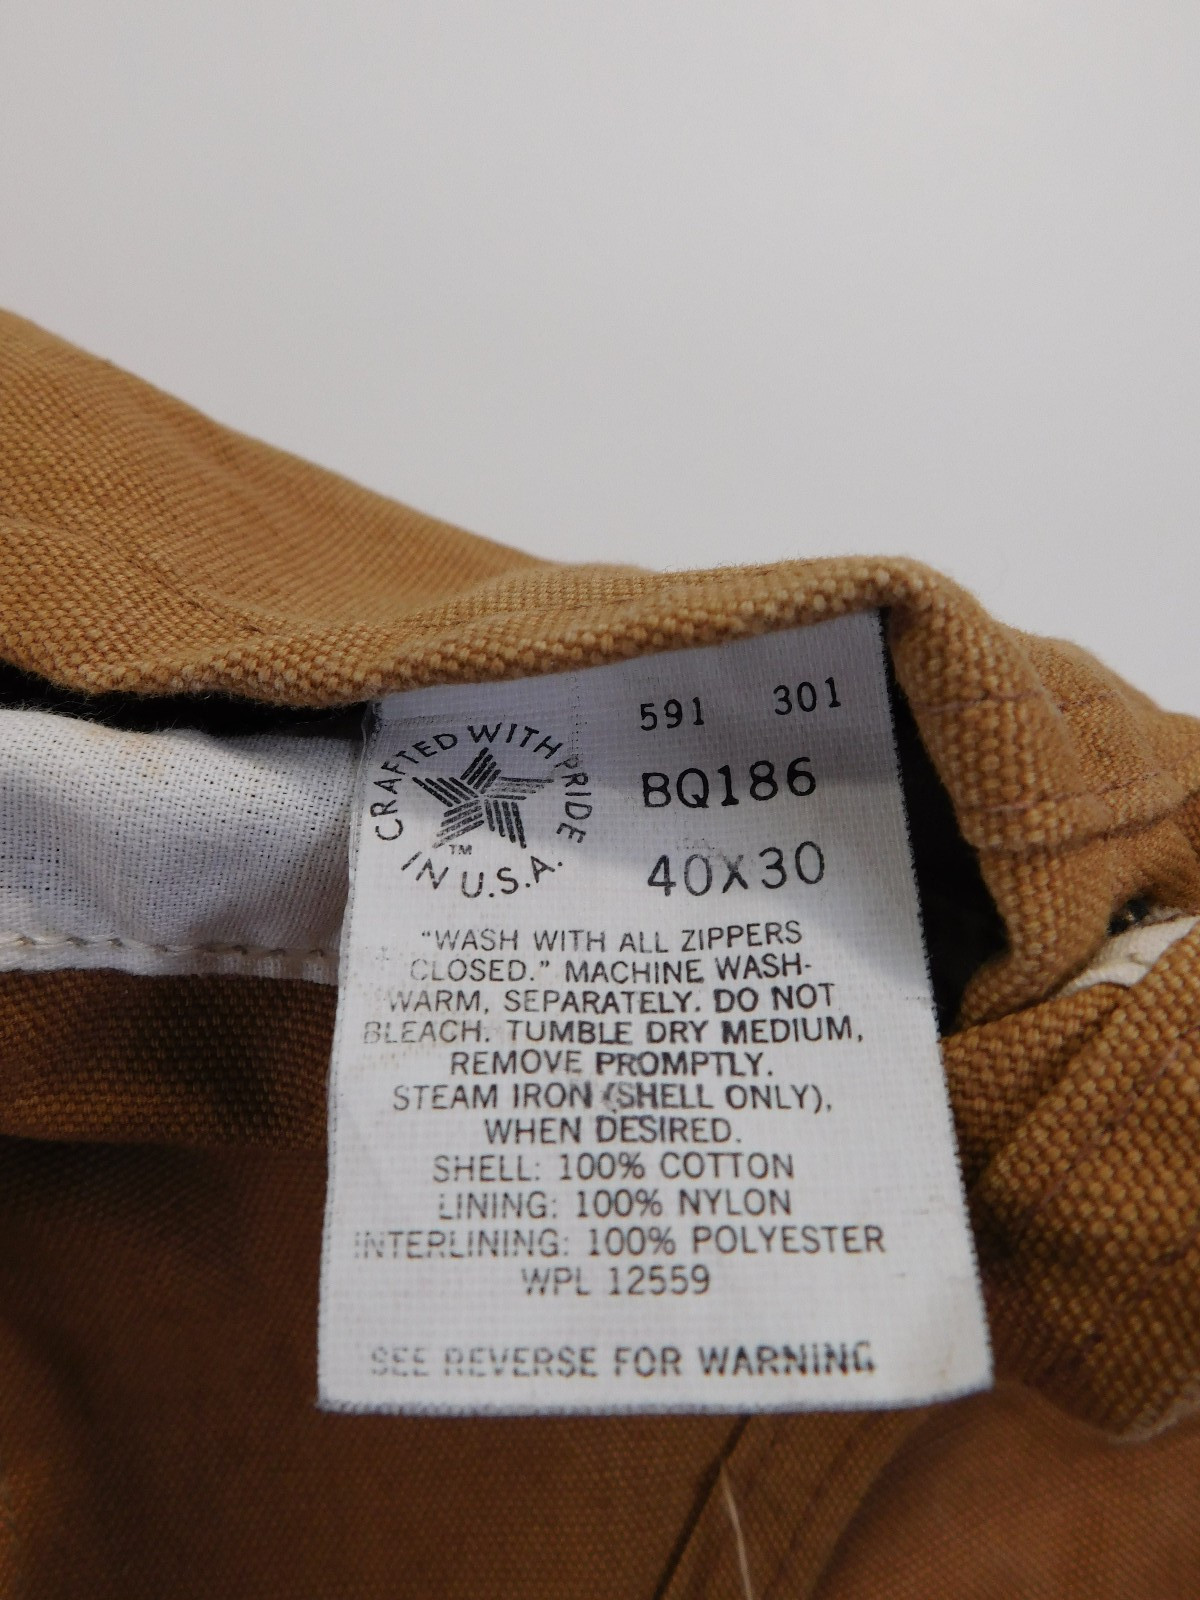 CRAFTED WITH PRIDE
IN U.S.A.
TM
591 301
BQ186
40X30
"WASH WITH ALL ZIPPERS
CLOSED." MACHINE WASH-
WARM, SEPARATELY. DO NOT
BLEACH. TUMBLE DRY MEDIUM,
REMOVE PROMPTLY.
STEAM IRON (SHELL ONLY),
WHEN DESIRED.
SHELL: 100% COTTON
LINING: 100% NYLON
INTERLINING: 100% POLYESTER
WPL 12559
SEE REVERSE FOR WARNING